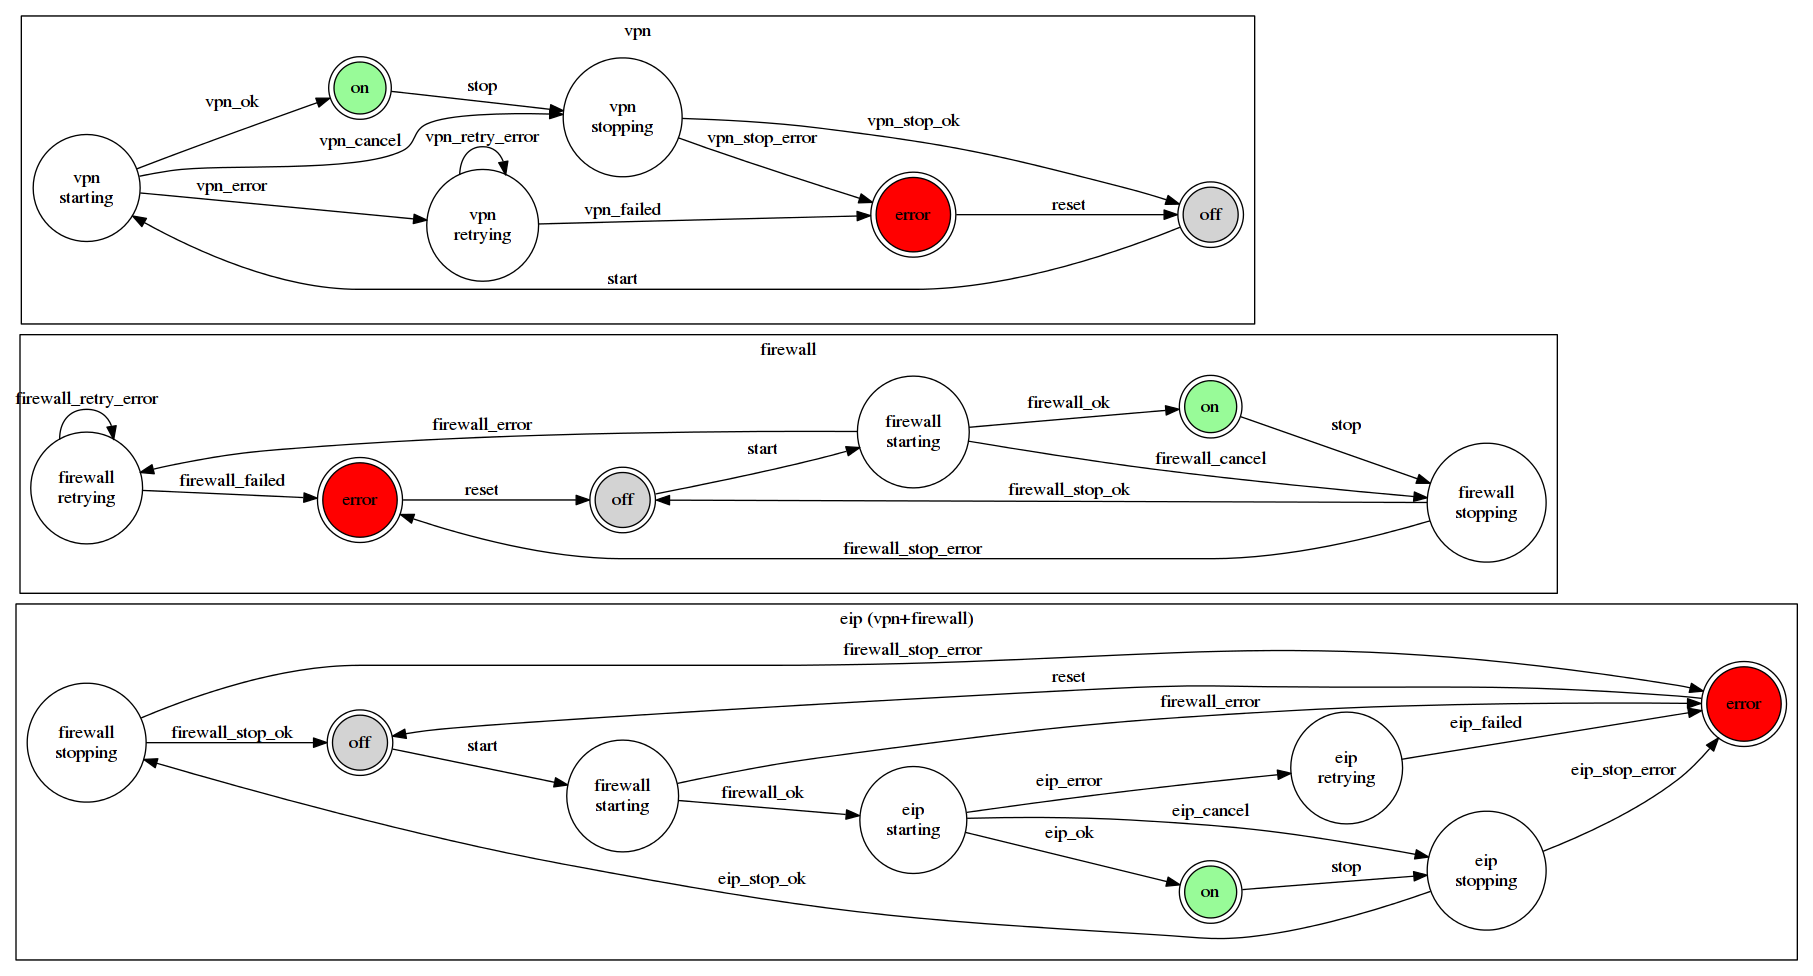 vpn
on
stop
vpn_ok
vpn
stopping
vpn_stop_ok
vpn_cancel
vpn_retry_error
vpn_stop_error
vpn
starting
vpn_error
vpn
retrying
vpn_failed
error
reset
off
start
firewall
firewall_retry_error
firewall_error
firewall
starting
firewall_ok
on
stop
start
firewall_cancel
firewall
retrying
firewall_failed
error
reset
off
firewall_stop_ok
firewall
stopping
firewall_stop_error
eip (vpn+firewall)
firewall_stop_error
reset
firewall_error
error
firewall
stopping
firewall_stop_ok
off
start
eip_failed
eip
retrying
eip_stop_error
firewall
starting
firewall_ok
eip_error
eip
starting
eip_cancel
eip_ok
stop
eip
stopping
on
eip_stop_ok